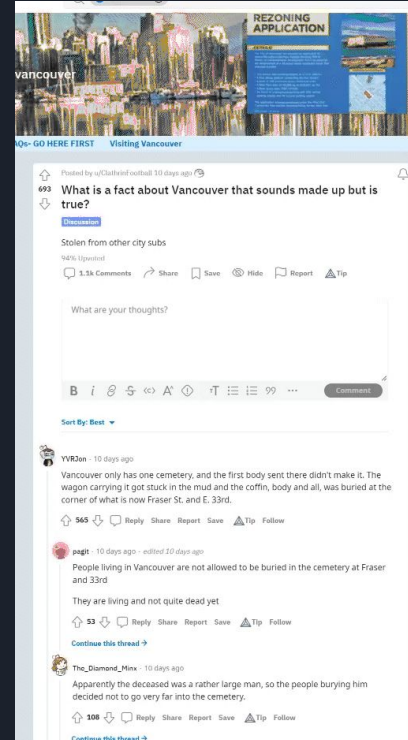 REZONING
APPLICATION
vancouver
AQs- GO HERE FIRST Visiting Vancouver
Posted by u/ClathrinFootball 10 days ago
693 What is a fact about Vancouver that sounds made up but is
true?
Discussion
Stolen from other city subs
94% Upvoted
1.1k Comments Share Save Hide Report Tip
What are your thoughts?
Comment
Sort By: Best
YVRJon · 10 days ago
Vancouver only has one cemetery, and the first body sent there didn't make it. The
wagon carrying it got stuck in the mud and the coffin, body and all, was buried at the
corner of what is now Fraser St. and E. 33rd.
565 Reply Share Report Save Tip Follow
pagit · 10 days ago · edited 10 days ago
People living in Vancouver are not allowed to be buried in the cemetery at Fraser
and 33rd
They are living and not quite dead yet
53 Reply Share Report Save Tip Follow
Continue this thread →
The_Diamond_Minx · 10 days ago
Apparently the deceased was a rather large man, so the people burying him
decided not to go very far into the cemetery.
108 Reply Share Report Save Tip Follow
Continue this thread →